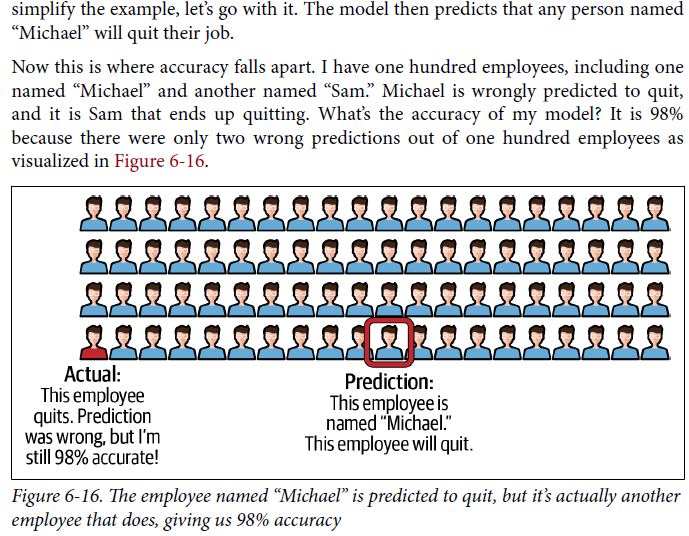 simplify the example, let’s go with it. The model then predicts that any person named
“Michael” will quit their job.
Now this is where accuracy falls apart. I have one hundred employees, including one
named “Michael” and another named “Sam.” Michael is wrongly predicted to quit,
and it is Sam that ends up quitting. What’s the accuracy of my model? It is 98%
because there were only two wrong predictions out of one hundred employees as
visualized in Figure 6-16.
Actual:
This employee
quits. Prediction
was wrong, but I’m
still 98% accurate!
Prediction:
This employee is
named “Michael.”
This employee will quit.
Figure 6-16. The employee named “Michael” is predicted to quit, but it’s actually another
employee that does, giving us 98% accuracy